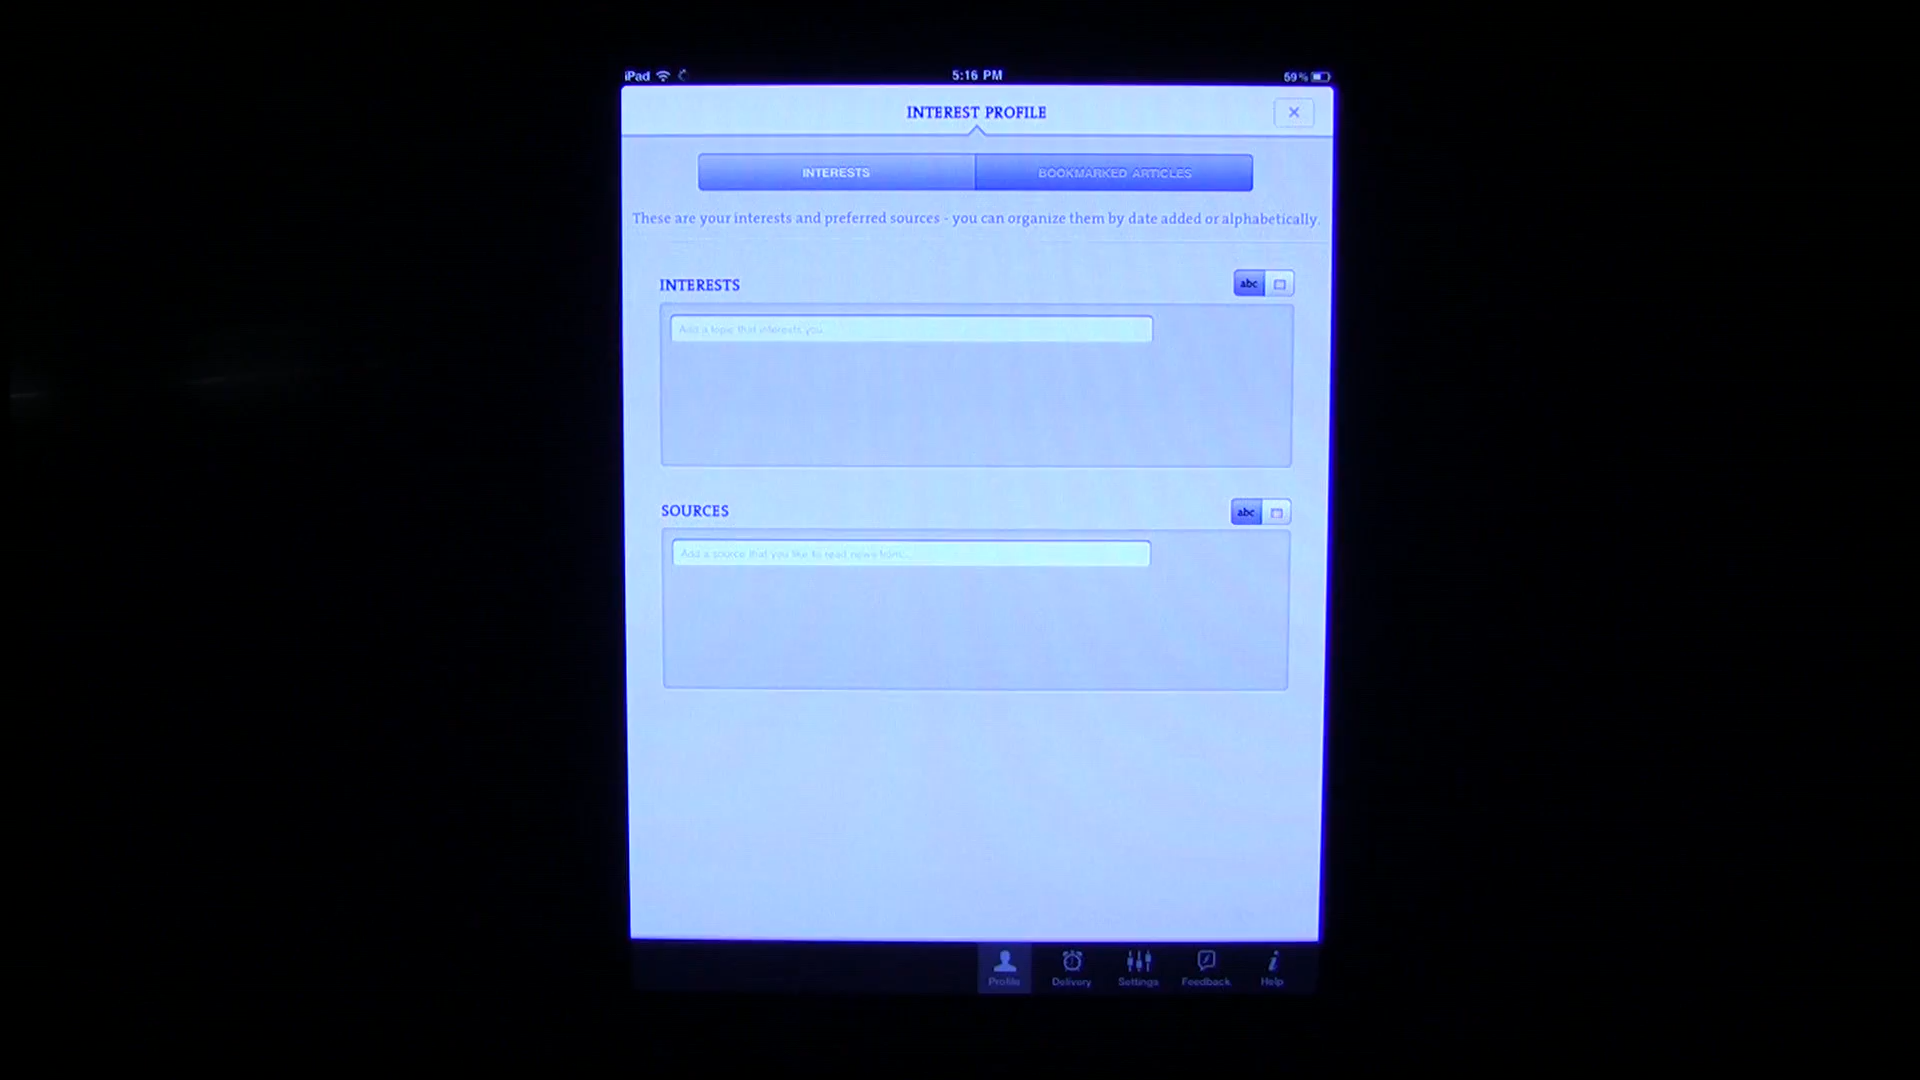 iPad
5:16 PM
59%
INTEREST PROFILE
INTERESTS
BOOKMARKED ARTICLES
These are your interests and preferred sources - you can organize them by date added or alphabetically.
INTERESTS
abc
Add a topic that interests you...
SOURCES
abc
Add a source that you like to read news from...
Profile
Delivery
Settings
Feedback
Help